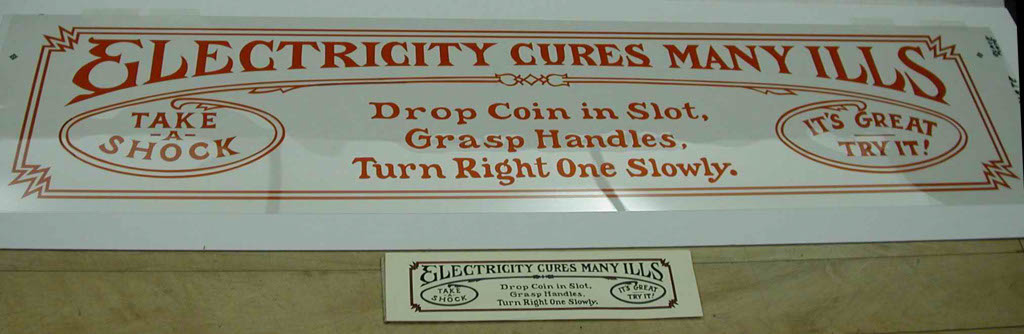 ELECTRICITY CURES MANY ILLS
TAKE
-A-
SHOCK
Drop Coin in Slot,
Grasp Handles,
Turn Right One Slowly.
IT'S GREAT
TRY IT!
ELECTRICITY CURES MANY ILLS
TAKE
A
SHOCK
Drop Coin in Slot,
Grasp Handles,
Turn Right One Slowly.
IT'S GREAT
TRY IT!